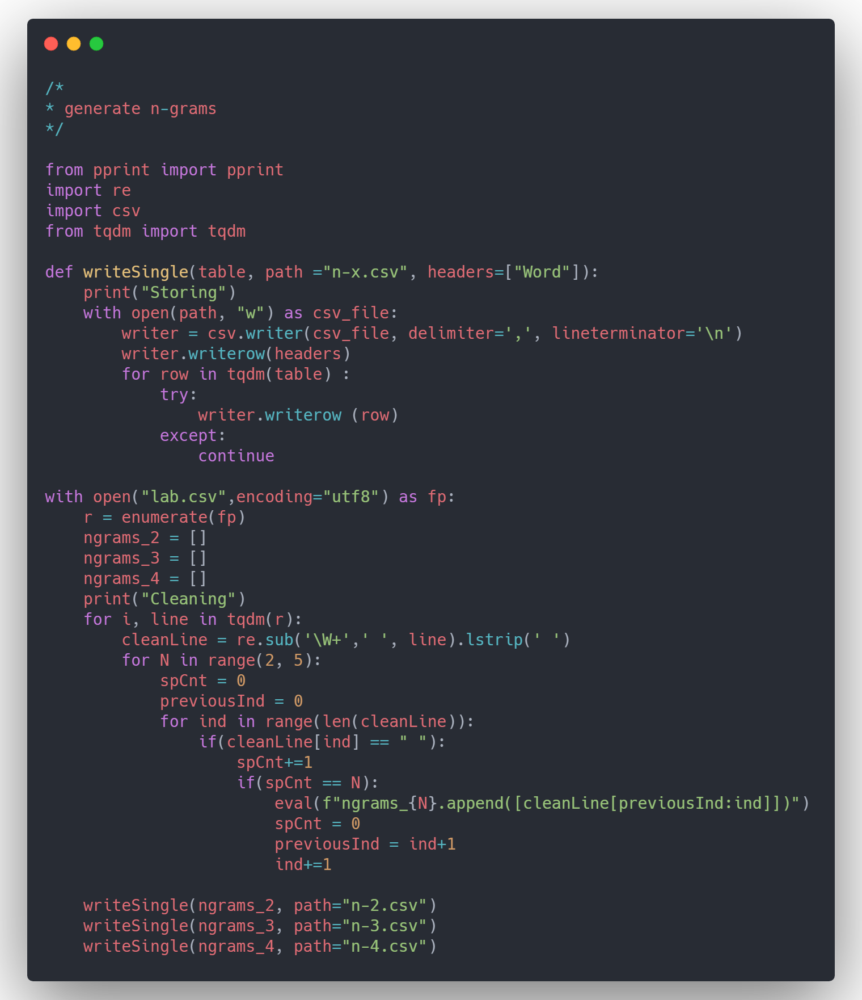 /*
* generate n-grams
*/
from pprint import pprint
import re
import csv
from tqdm import tqdm
def writeSingle(table, path ="n-x.csv", headers=["Word"]):
    print("Storing")
    with open(path, "w") as csv_file:
        writer = csv.writer(csv_file, delimiter=',', lineterminator='\n')
        writer.writerow(headers)
        for row in tqdm(table) :
            try:
                writer.writerow (row)
            except:
                continue
with open("lab.csv",encoding="utf8") as fp:
    r = enumerate(fp)
    ngrams_2 = []
    ngrams_3 = []
    ngrams_4 = []
    print("Cleaning")
    for i, line in tqdm(r):
        cleanLine = re.sub('\W+',' ', line).lstrip(' ')
        for N in range(2, 5):
            spCnt = 0
            previousInd = 0
            for ind in range(len(cleanLine)):
                if(cleanLine[ind] == " "):
                    spCnt+=1
                    if(spCnt == N):
                        eval(f"ngrams_{N}.append([cleanLine[previousInd:ind]])")
                        spCnt = 0
                        previousInd = ind+1
                        ind+=1
    writeSingle(ngrams_2, path="n-2.csv")
    writeSingle(ngrams_3, path="n-3.csv")
    writeSingle(ngrams_4, path="n-4.csv")